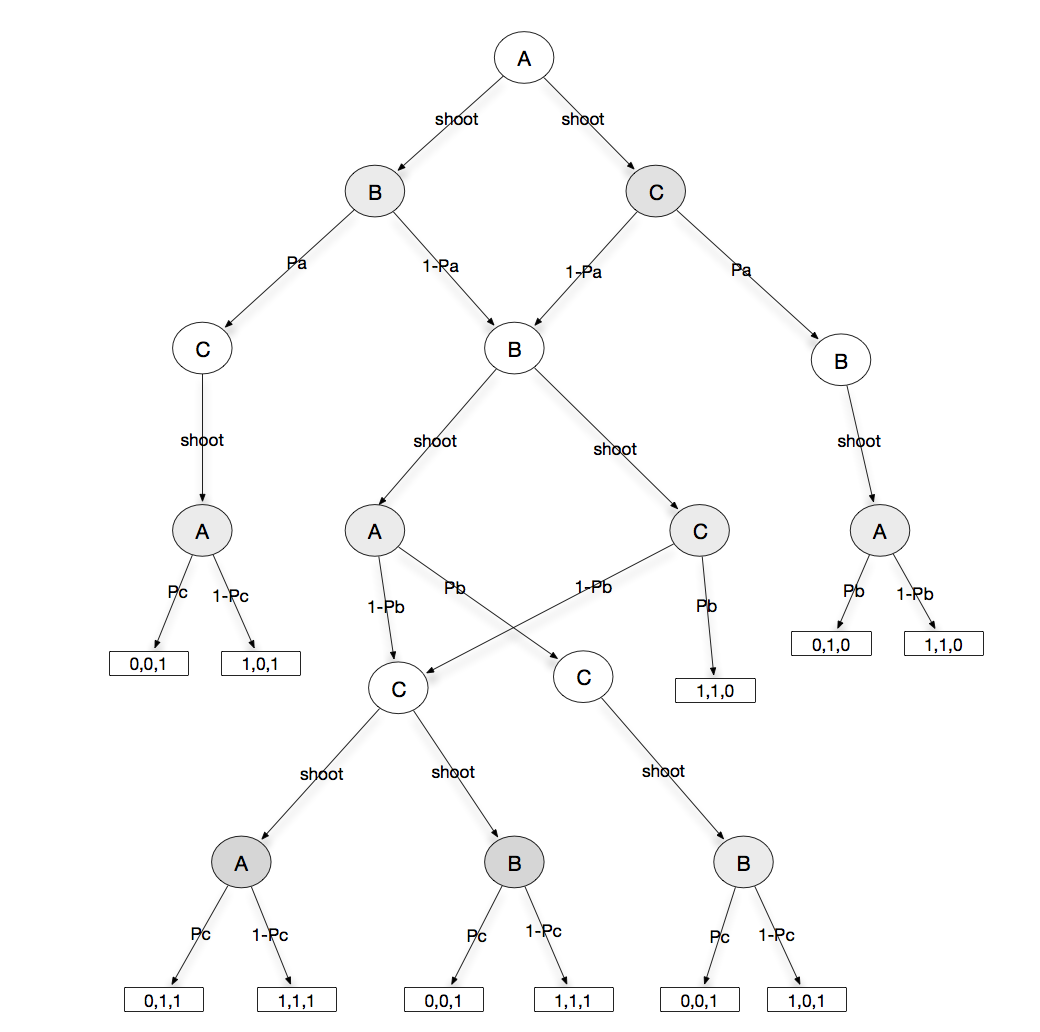 A
shoot
shoot
B
C
Pa
1-Pa
1-Pa
Pa
C
B
B
shoot
shoot
shoot
shoot
A
A
C
A
Pc
1-Pc
1-Pb
Pb
1-Pb
Pb
Pb
1-Pb
0,0,1
1,0,1
0,1,0
1,1,0
C
C
1,1,0
shoot
shoot
shoot
A
B
B
Pc
1-Pc
Pc
1-Pc
Pc
1-Pc
0,1,1
1,1,1
0,0,1
1,1,1
0,0,1
1,0,1